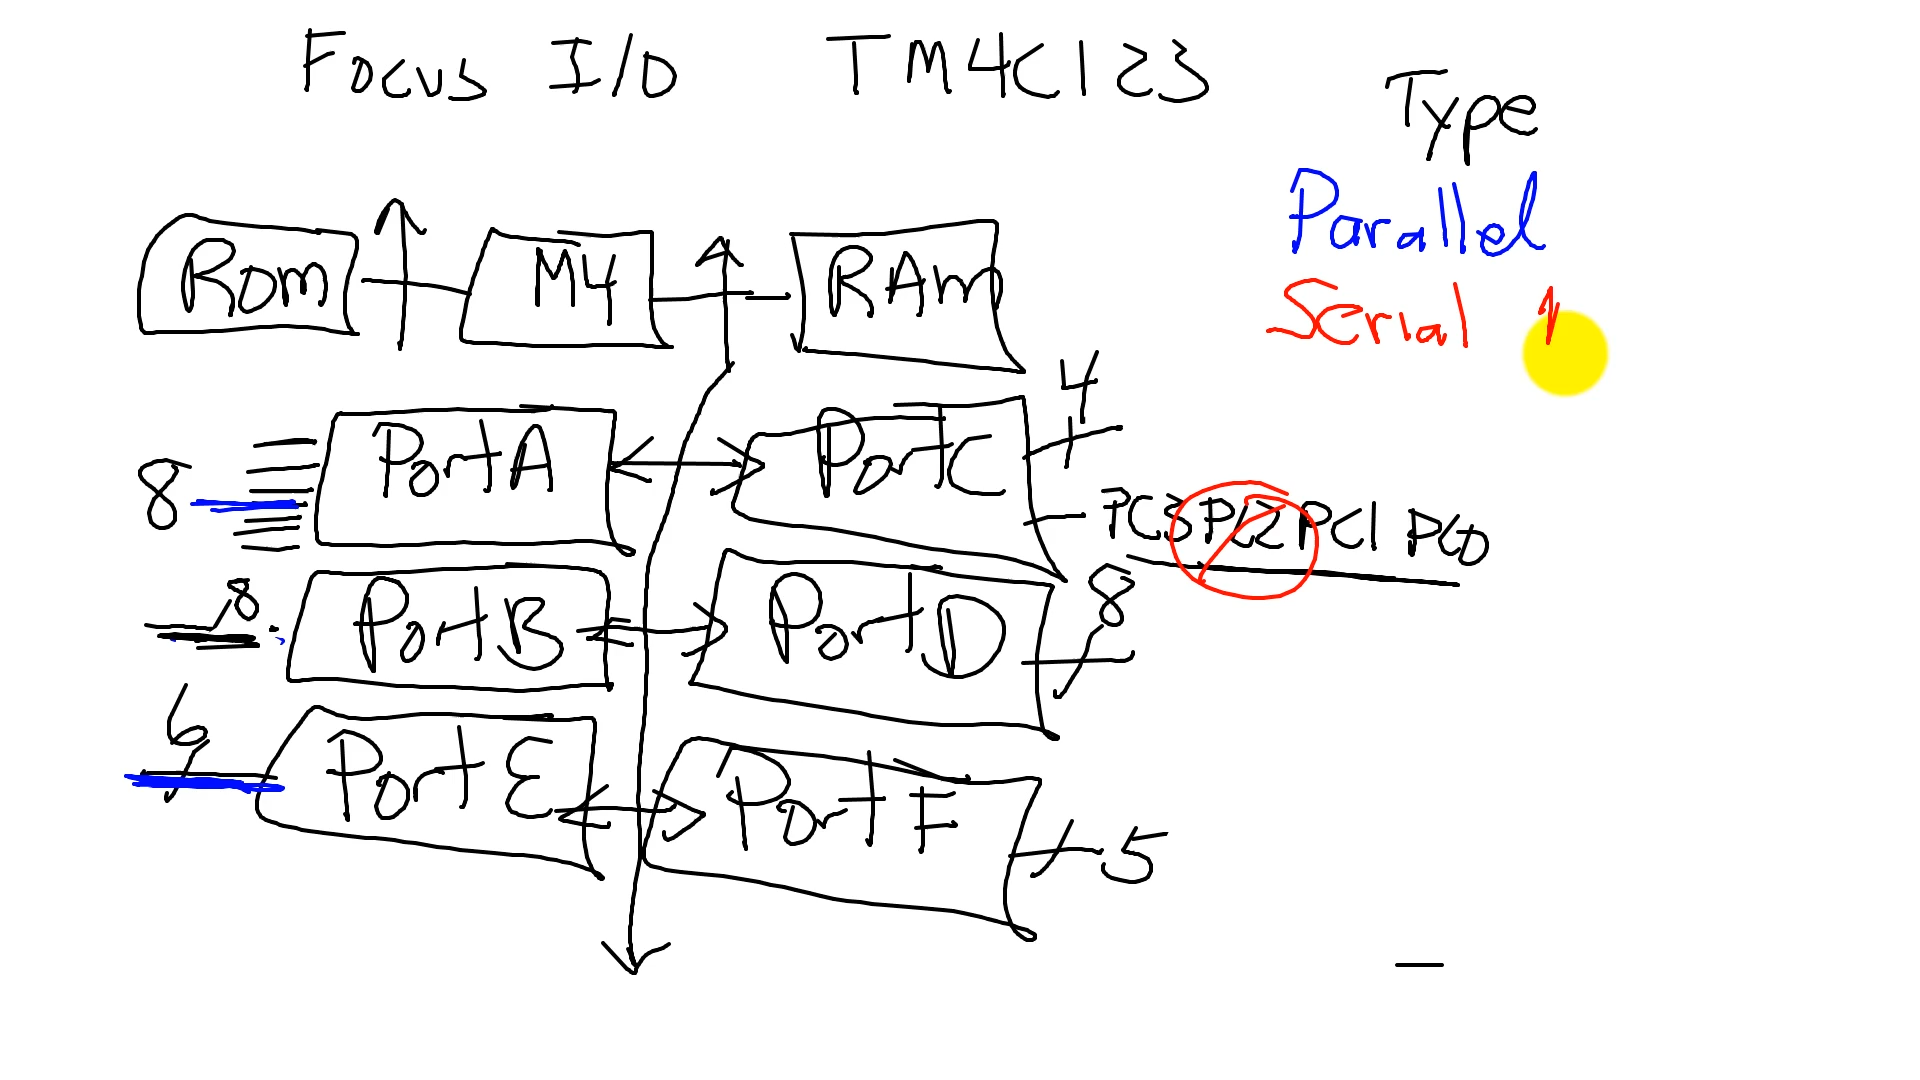 Focus I/O TM4C123
Type
Parallel
Serial 1
Rom M4 RAm
4
8 Port A Port C
PC3 PC2 PC1 PC0
8 Port B Port D 8
6 Port E Port F 5